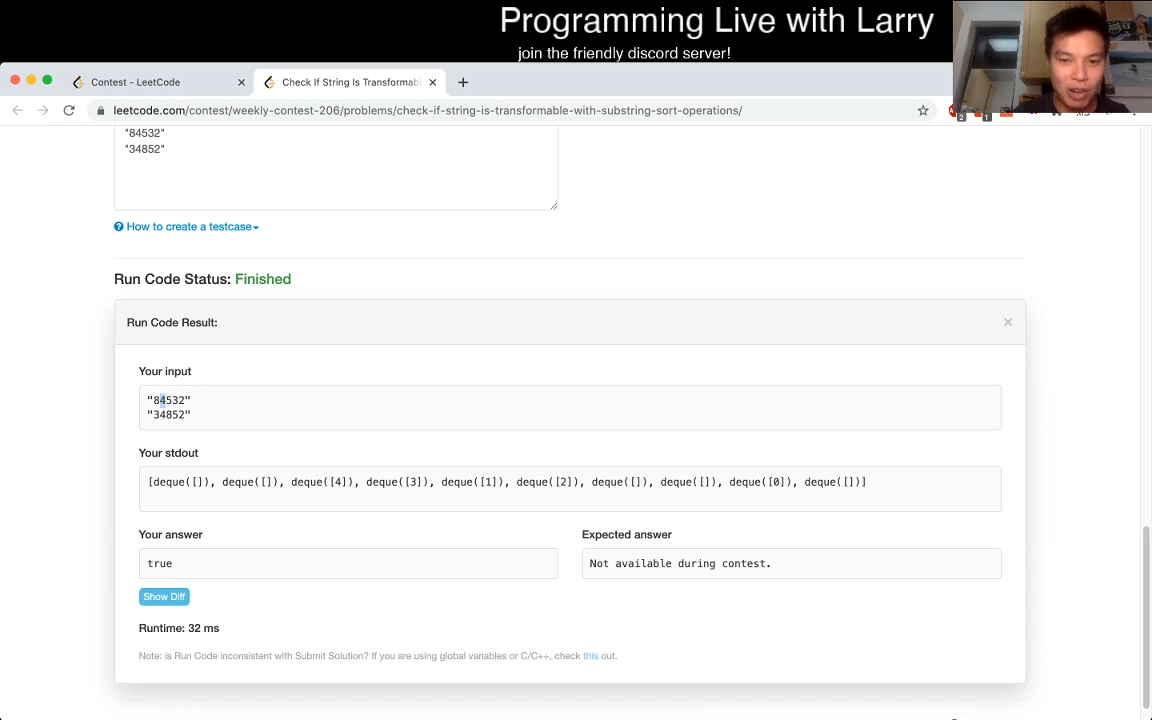 Programming Live with Larry
join the friendly discord server!
Contest - LeetCode
Check If String Is Transformab
leetcode.com/contest/weekly-contest-206/problems/check-if-string-is-transformable-with-substring-sort-operations/
2
1
"84532"
"34852"
How to create a testcase
Run Code Status: Finished
Run Code Result:
Your input
"84532"
"34852"
Your stdout
[deque([]), deque([]), deque([4]), deque([3]), deque([1]), deque([2]), deque([]), deque([]), deque([0]), deque([])]
Your answer
Expected answer
true
Not available during contest.
Show Diff
Runtime: 32 ms
Note: is Run Code inconsistent with Submit Solution? If you are using global variables or C/C++, check this out.